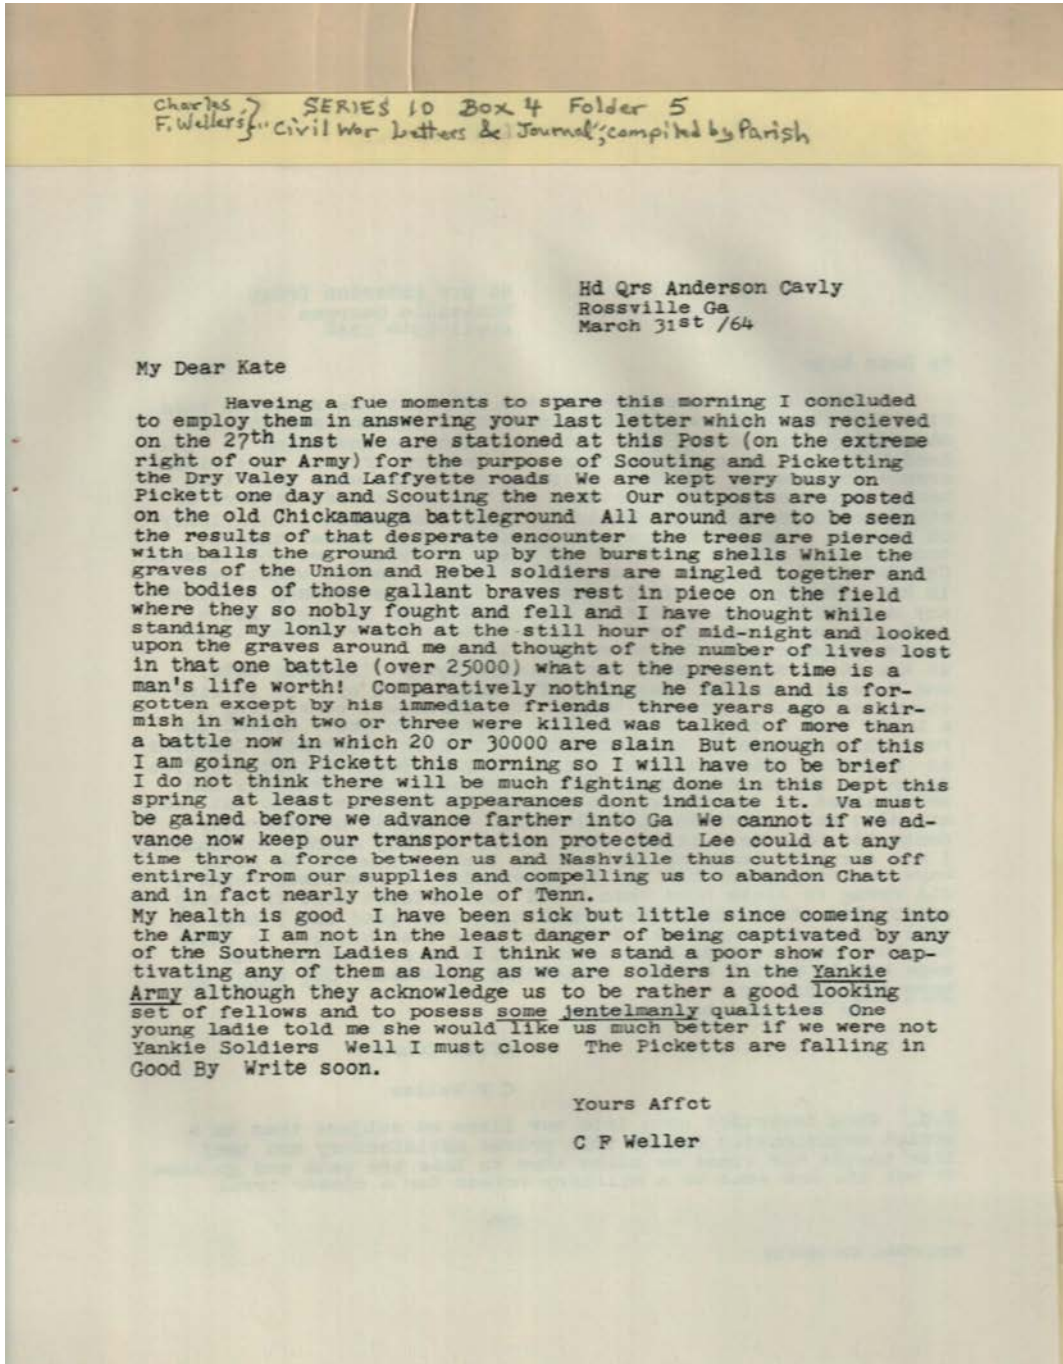 Charles } SERIES 10 Box 4 Folder 5
F. Wellers }.. Civil War Letters & Journal", compiled by Parish
Hd Qrs Anderson Cavly
Rossville Ga
March 31st /64
My Dear Kate
Haveing a fue moments to spare this morning I concluded
to employ them in answering your last letter which was recieved
on the 27th inst We are stationed at this Post (on the extreme
right of our Army) for the purpose of Scouting and Picketting
the Dry Valey and Laffyette roads We are kept very busy on
Pickett one day and Scouting the next Our outposts are posted
on the old Chickamauga battleground All around are to be seen
the results of that desperate encounter the trees are pierced
with balls the ground torn up by the bursting shells While the
graves of the Union and Rebel soldiers are mingled together and
the bodies of those gallant braves rest in piece on the field
where they so nobly fought and fell and I have thought while
standing my lonly watch at the still hour of mid-night and looked
upon the graves around me and thought of the number of lives lost
in that one battle (over 25000) what at the present time is a
man's life worth! Comparatively nothing he falls and is for-
gotten except by his immediate friends three years ago a skir-
mish in which two or three were killed was talked of more than
a battle now in which 20 or 30000 are slain But enough of this
I am going on Pickett this morning so I will have to be brief
I do not think there will be much fighting done in this Dept this
spring at least present appearances dont indicate it. Va must
be gained before we advance farther into Ga We cannot if we ad-
vance now keep our transportation protected Lee could at any
time throw a force between us and Nashville thus cutting us off
entirely from our supplies and compelling us to abandon Chatt
and in fact nearly the whole of Tenn.
My health is good I have been sick but little since comeing into
the Army I am not in the least danger of being captivated by any
of the Southern Ladies And I think we stand a poor show for cap-
tivating any of them as long as we are solders in the Yankie
Army although they acknowledge us to be rather a good looking
set of fellows and to posess some jentelmanly qualities One
young ladie told me she would like us much better if we were not
Yankie Soldiers Well I must close The Picketts are falling in
Good By Write soon.
Yours Affct
C F Weller